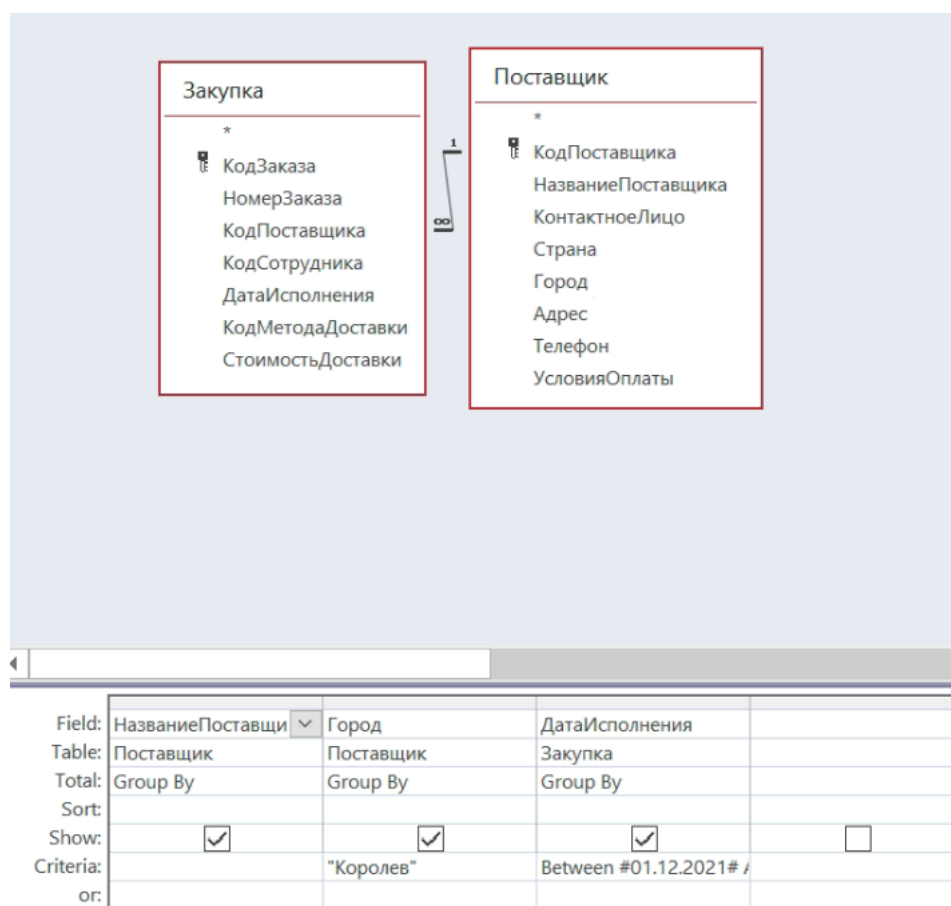 Закупка
*
КодЗаказа
НомерЗаказа
КодПоставщика
КодСотрудника
ДатаИсполнения
КодМетодаДоставки
СтоимостьДоставки
1
∞
Поставщик
*
КодПоставщика
НазваниеПоставщика
КонтактноеЛицо
Страна
Город
Адрес
Телефон
УсловияОплаты
Field: НазваниеПоставщи Город ДатаИсполнения
Table: Поставщик Поставщик Закупка
Total: Group By Group By Group By
Sort:
Show:
Criteria: "Королев" Between #01.12.2021#
or: